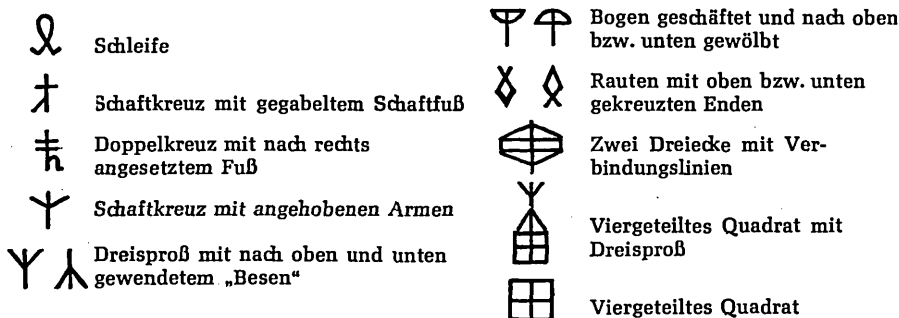 Schleife
Schaftkreuz mit gegabeltem Schaftfuß
Doppelkreuz mit nach rechts
angesetztem Fuß
Schaftkreuz mit angehobenen Armen
Dreisproß mit nach oben und unten
gewendetem „Besen“
Bogen geschäftet und nach oben
bzw. unten gewölbt
Rauten mit oben bzw. unten
gekreuzten Enden
Zwei Dreiecke mit Ver-
bindungslinien
Viergeteiltes Quadrat mit
Dreisproß
Viergeteiltes Quadrat